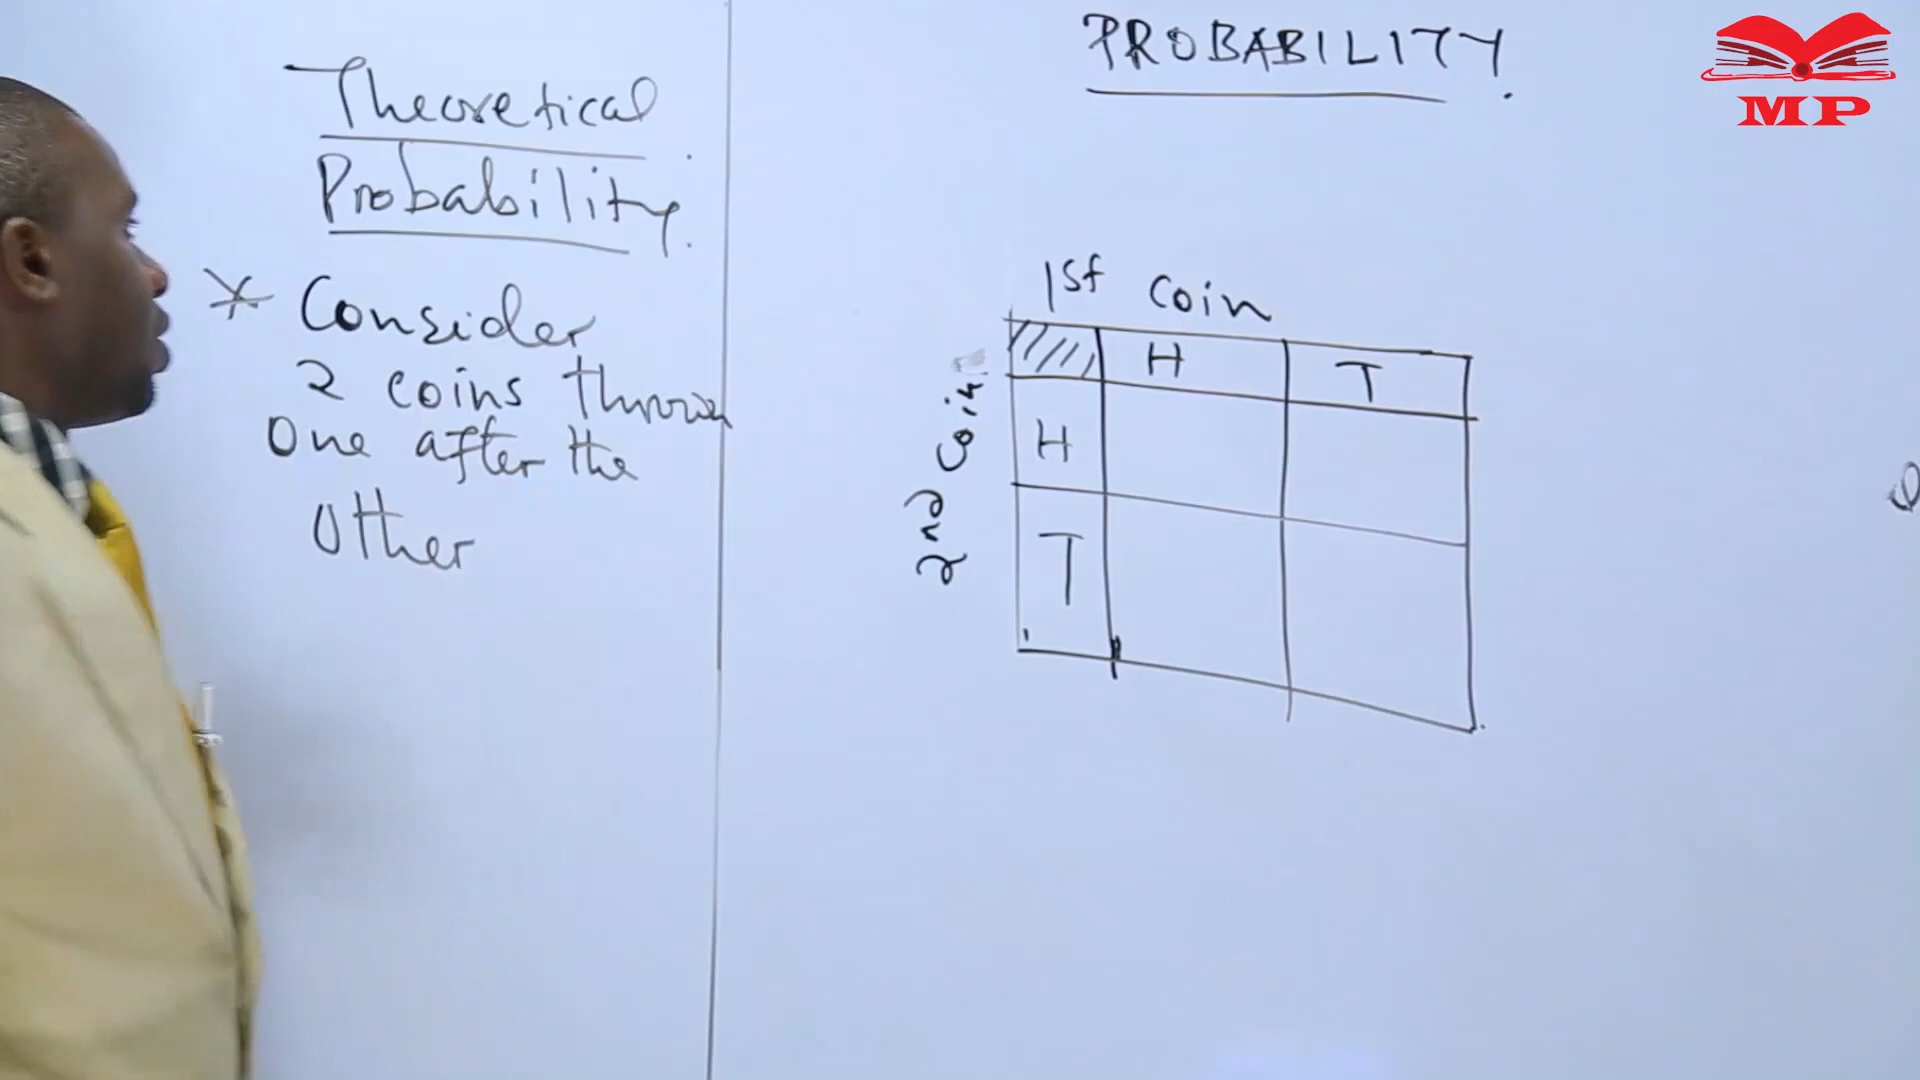 PROBABILITY.
MP
Theoretical
Probability.
* Consider
2 coins thrown
One after the
Other
1st Coin
2nd Coin
H T
H
T